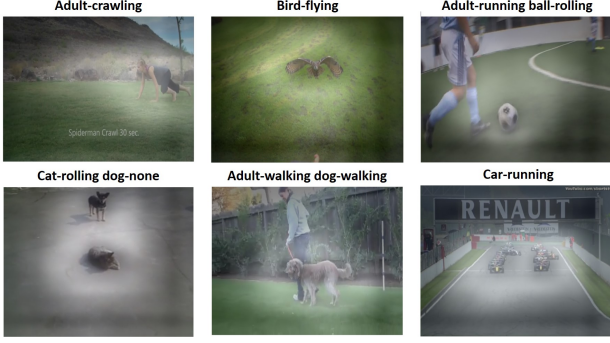 Adult-crawling
Bird-flying
Adult-running ball-rolling
Spiderman Crawl 30 sec.
Cat-rolling dog-none
Adult-walking dog-walking
Car-running
RENAULT